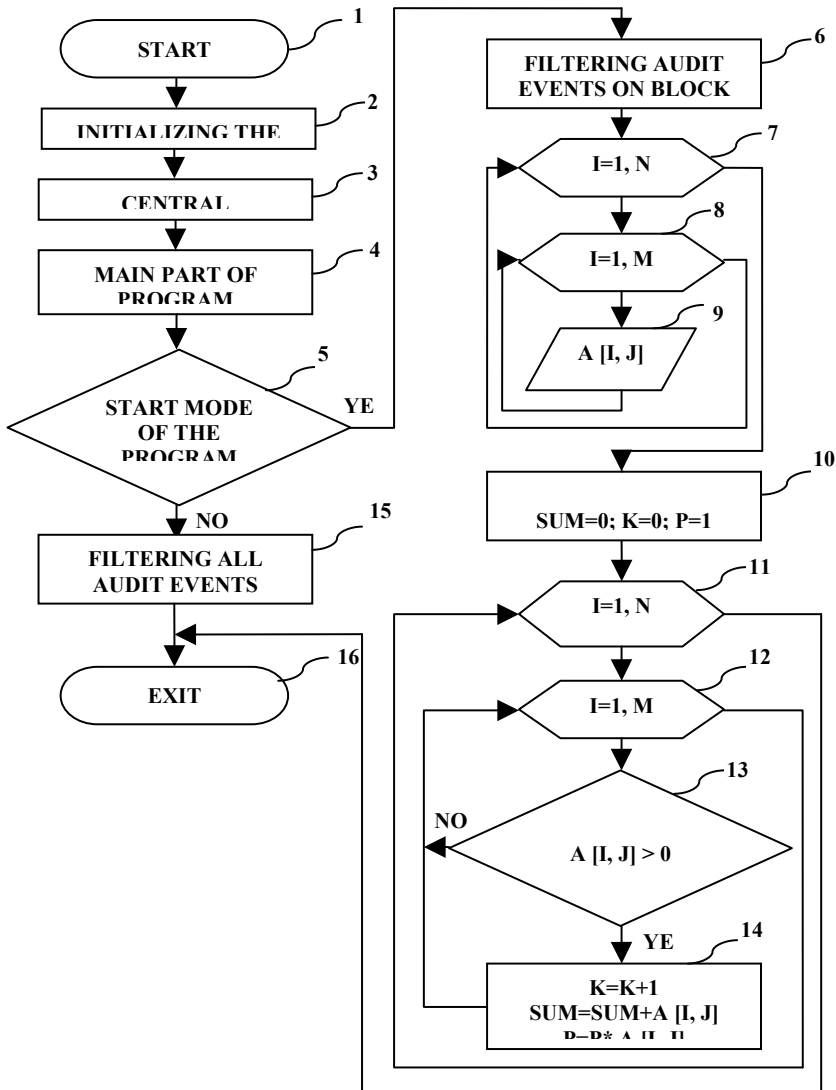 1
START
2
INITIALIZING THE
3
CENTRAL
4
MAIN PART OF
PROGRAM
5
START MODE
OF THE
PROGRAM
YE
NO
15
FILTERING ALL
AUDIT EVENTS
16
EXIT
6
FILTERING AUDIT
EVENTS ON BLOCK
7
I=1, N
8
I=1, M
9
A [I, J]
10
SUM=0; K=0; P=1
11
I=1, N
12
I=1, M
13
NO
A [I, J] > 0
YE
14
K=K+1
SUM=SUM+A [I, J]
P=P* A [I, J]